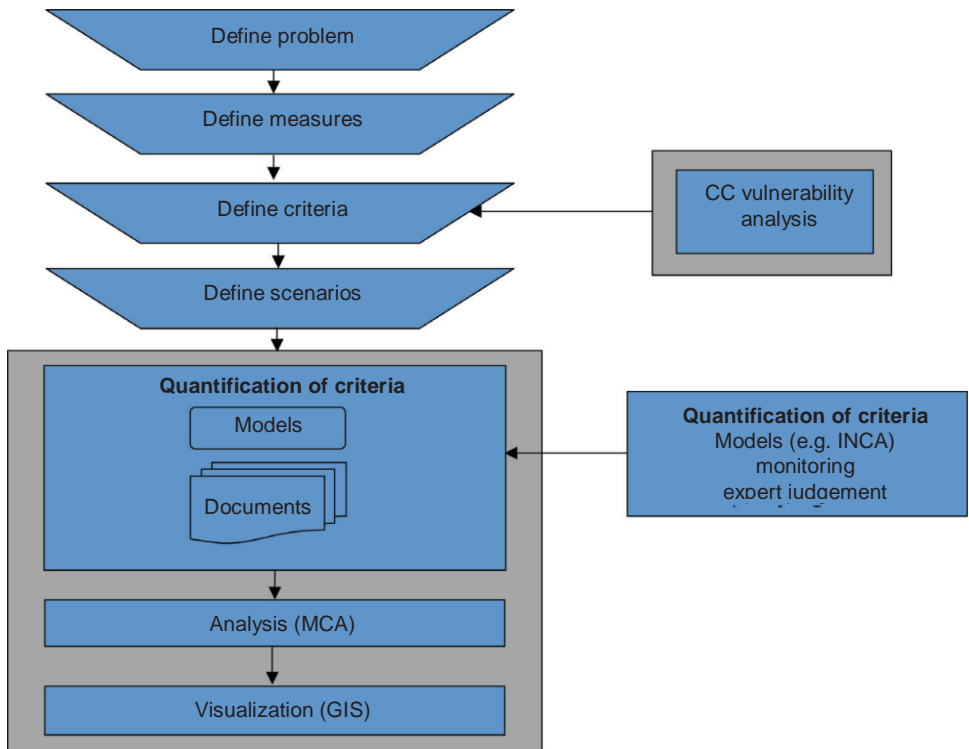 Define problem
Define measures
Define criteria
CC vulnerability
analysis
Define scenarios
Quantification of criteria
Models
Documents
Quantification of criteria
Models (e.g. INCA)
monitoring
expert judgement
Analysis (MCA)
Visualization (GIS)